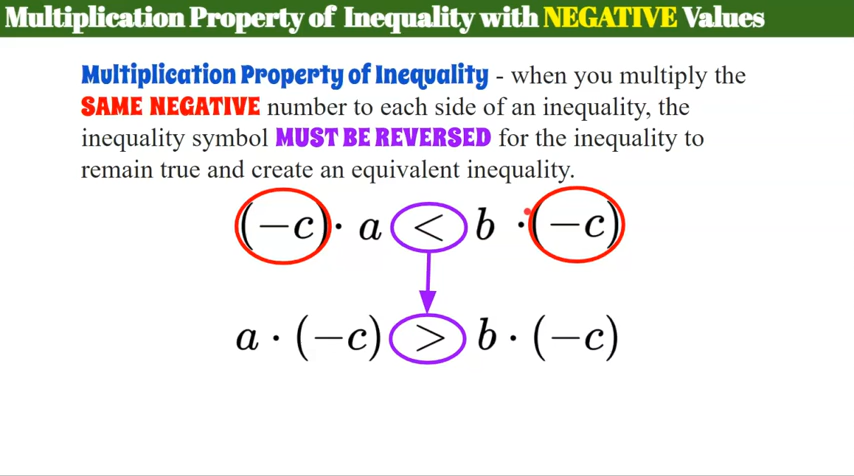 Multiplication Property of Inequality with NEGATIVE Values
Multiplication Property of Inequality - when you multiply the
SAME NEGATIVE number to each side of an inequality, the
inequality symbol MUST BE REVERSED for the inequality to
remain true and create an equivalent inequality.
(−c) · a < b · (−c)
a · (−c) > b · (−c)